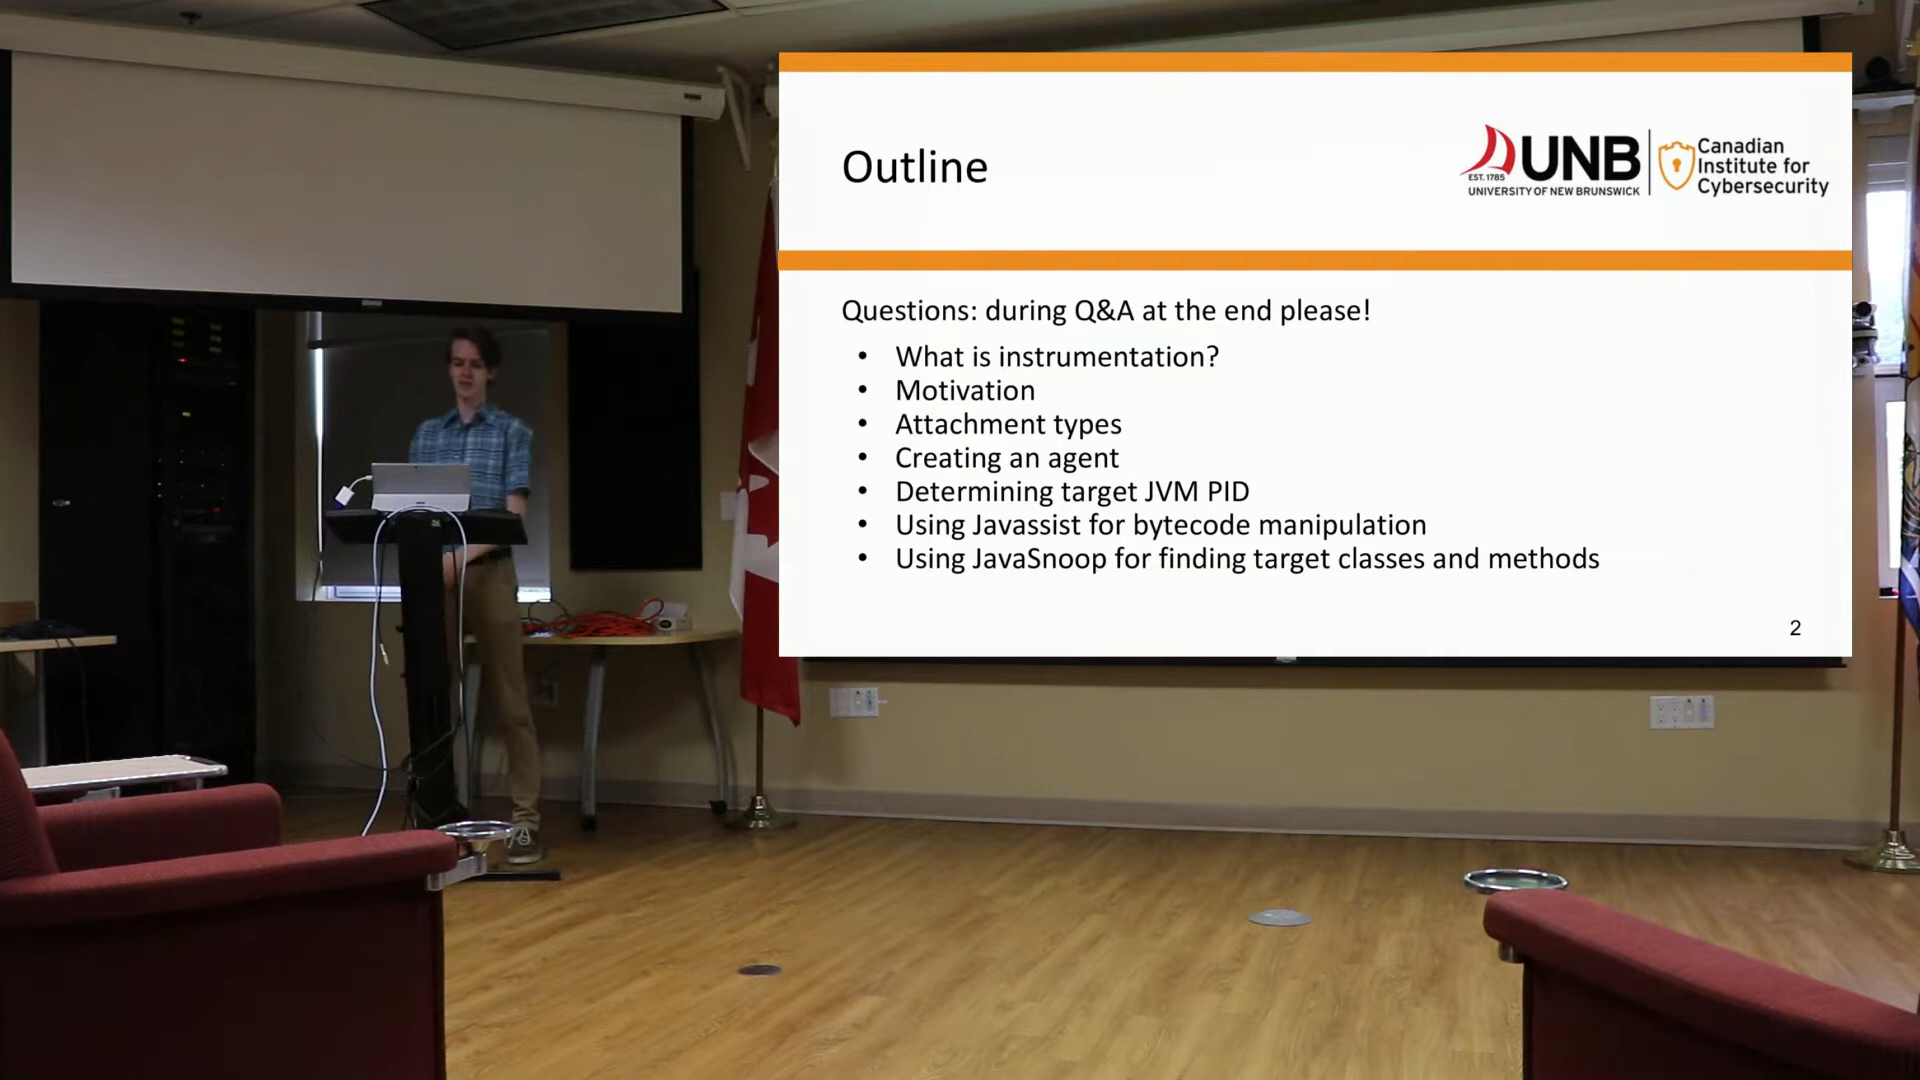 Outline
EST. 1785
UNB
UNIVERSITY OF NEW BRUNSWICK
Canadian
Institute for
Cybersecurity
Questions: during Q&A at the end please!
• What is instrumentation?
• Motivation
• Attachment types
• Creating an agent
• Determining target JVM PID
• Using Javassist for bytecode manipulation
• Using JavaSnoop for finding target classes and methods
2